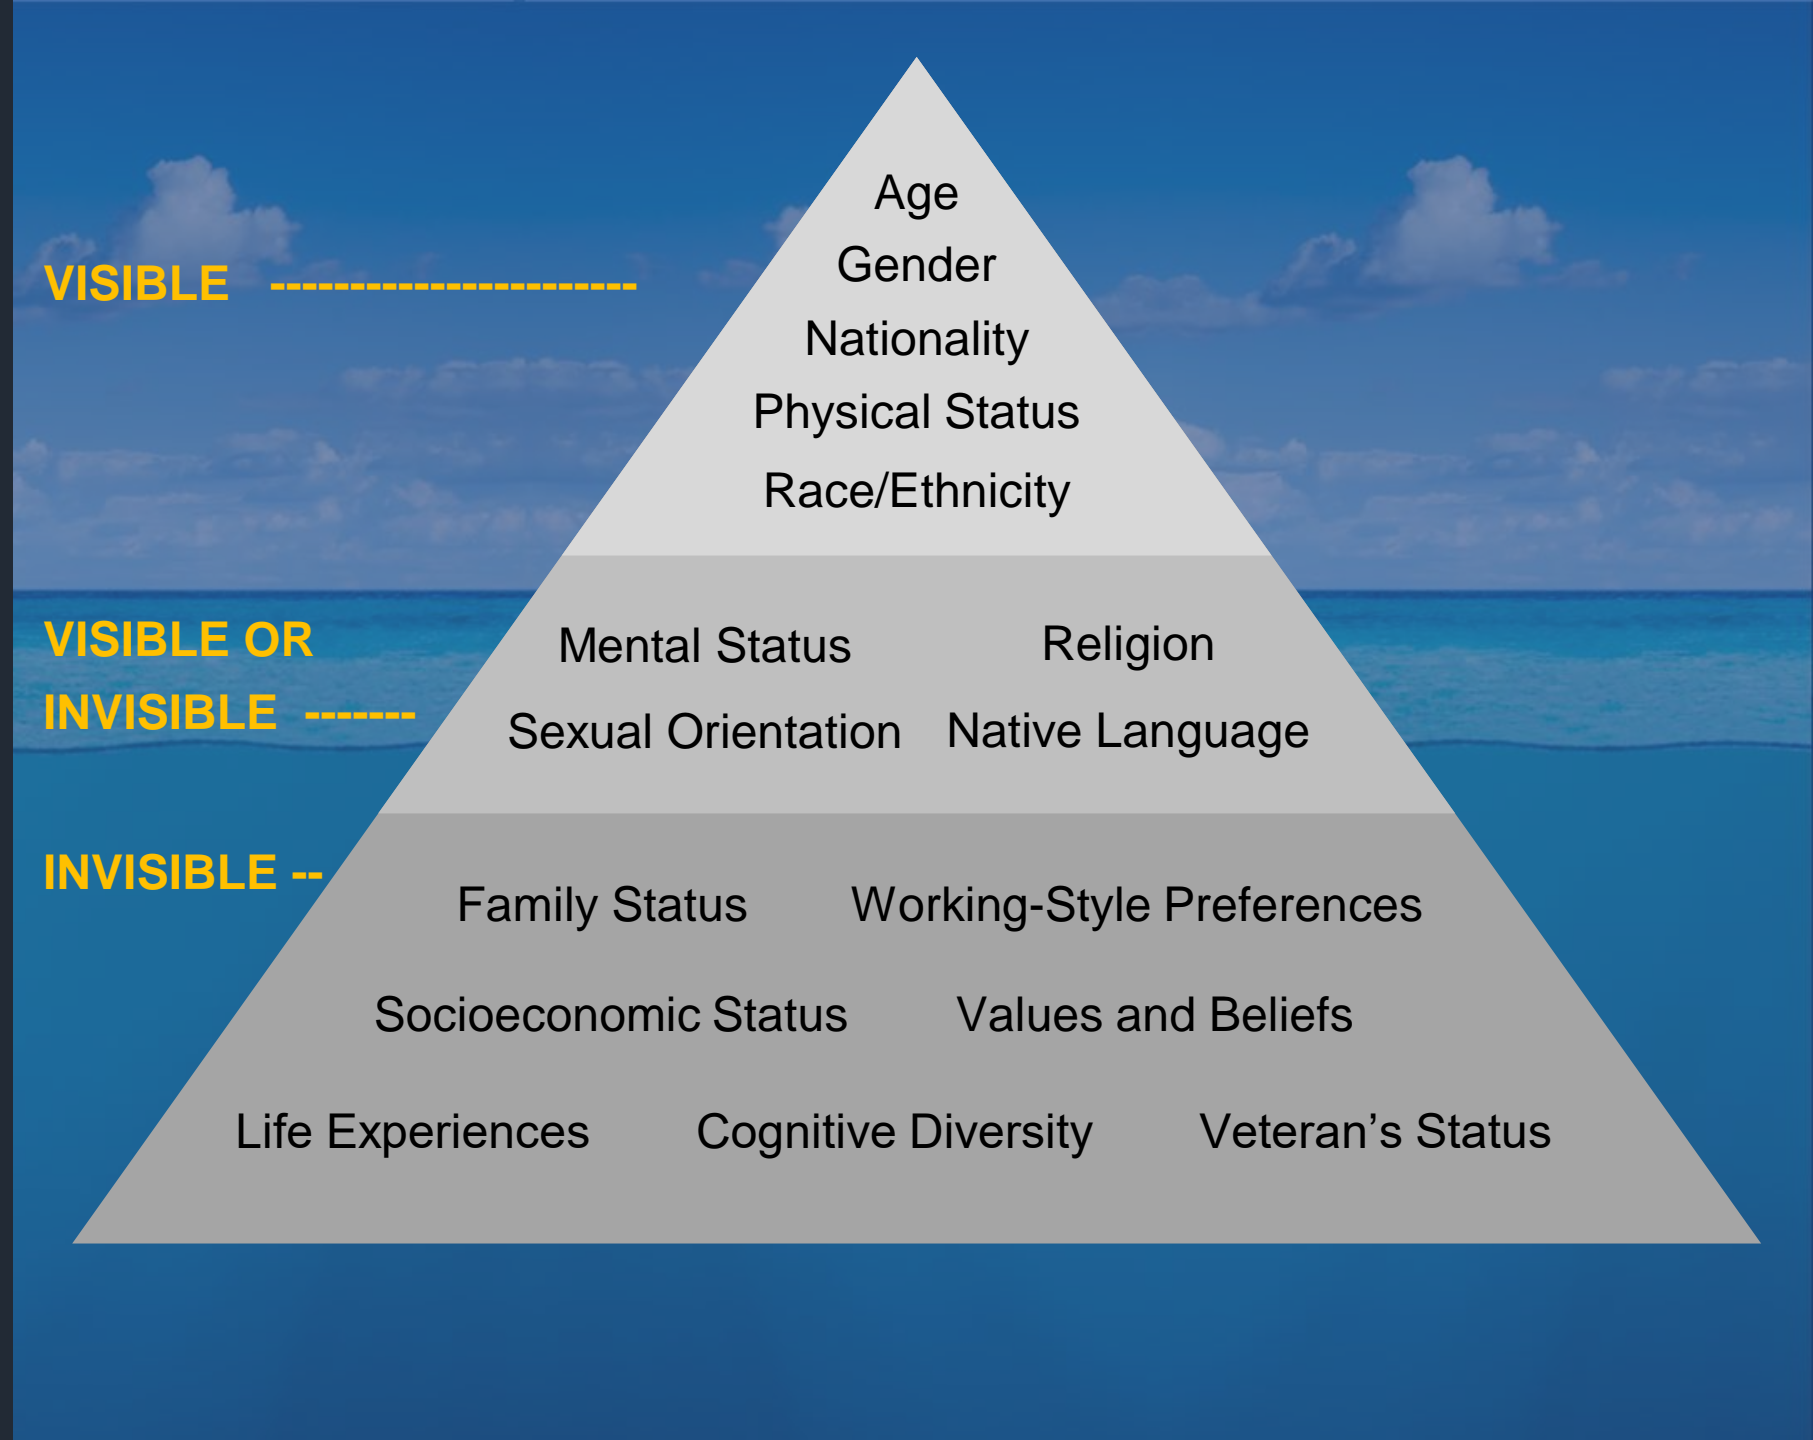 Age
Gender
VISIBLE -----------------------
Nationality
Physical Status
Race/Ethnicity
VISIBLE OR
INVISIBLE -------
Mental Status Religion
Sexual Orientation Native Language
INVISIBLE --
Family Status Working-Style Preferences
Socioeconomic Status Values and Beliefs
Life Experiences Cognitive Diversity Veteran’s Status